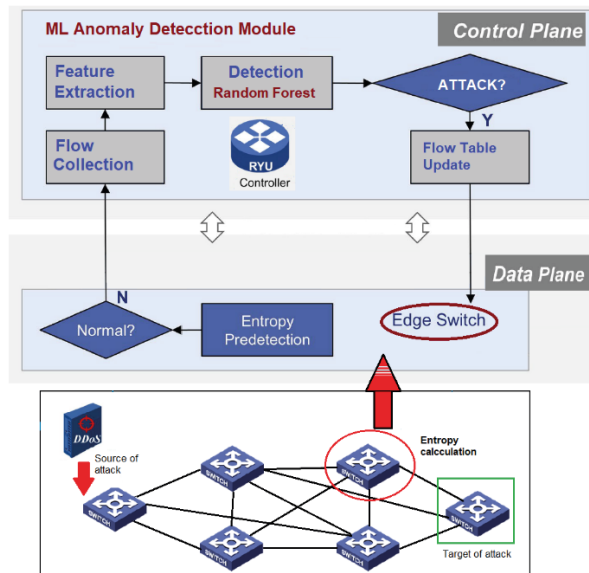 Control Plane
ML Anomaly Detecction Module
Feature
Extraction
Detection
Random Forest
ATTACK?
Y
Flow
Collection
RYU
Controller
Flow Table
Update
Data Plane
N
Normal?
Entropy
Predetection
Edge Switch
DDoS
Source of
attack
Entropy
calcculation
SWITCH
SWITCH
SWITCH
SWITCH
SWITCH
SWITCH
Target of attack